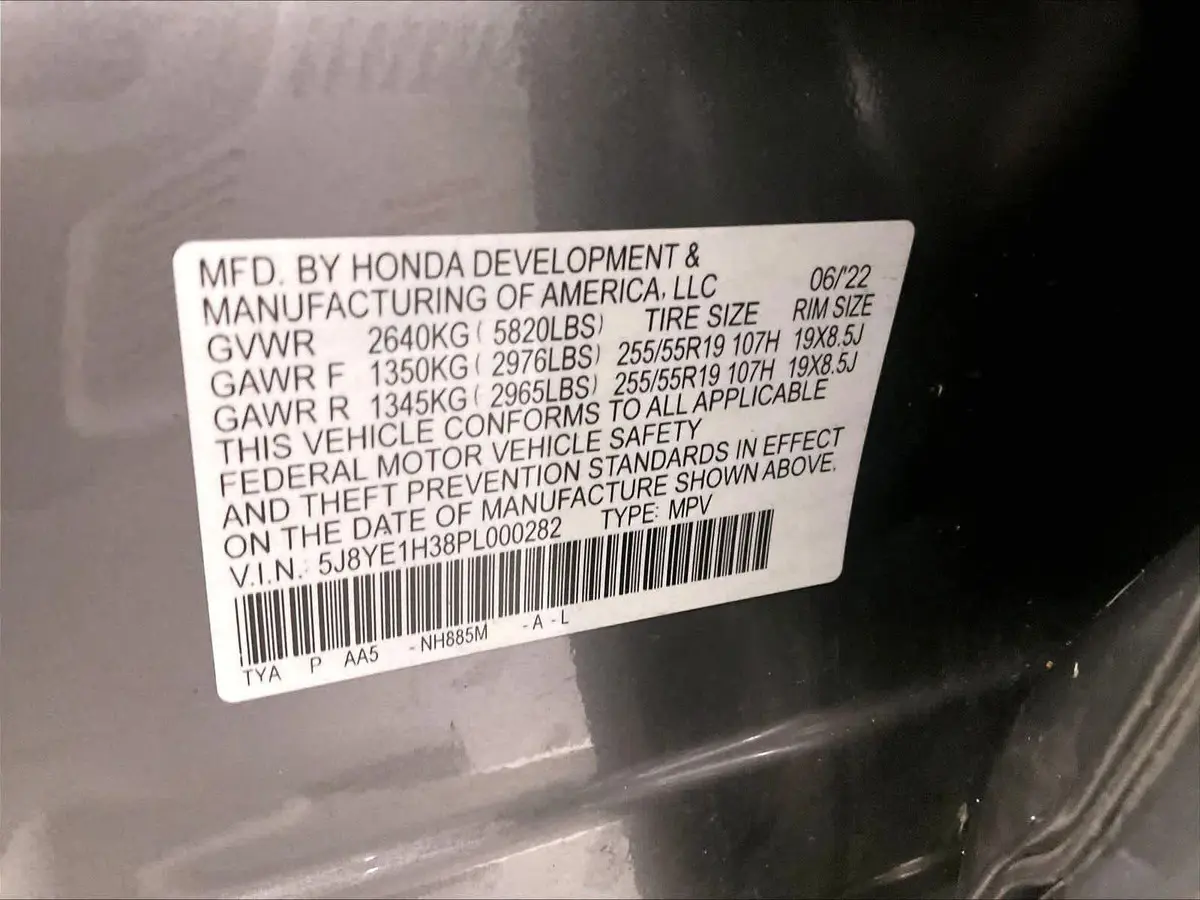 MFD. BY HONDA DEVELOPMENT &
MANUFACTURING OF AMERICA, LLC 06/'22
GVWR 2640KG ( 5820LBS) TIRE SIZE RIM SIZE
GAWR F 1350KG ( 2976LBS) 255/55R19 107H 19X8.5J
GAWR R 1345KG ( 2965LBS) 255/55R19 107H 19X8.5J
THIS VEHICLE CONFORMS TO ALL APPLICABLE
FEDERAL MOTOR VEHICLE SAFETY
AND THEFT PREVENTION STANDARDS IN EFFECT
ON THE DATE OF MANUFACTURE SHOWN ABOVE.
V.I.N.: 5J8YE1H38PL000282 TYPE: MPV
TYA P AA5 -NH885M -A-L